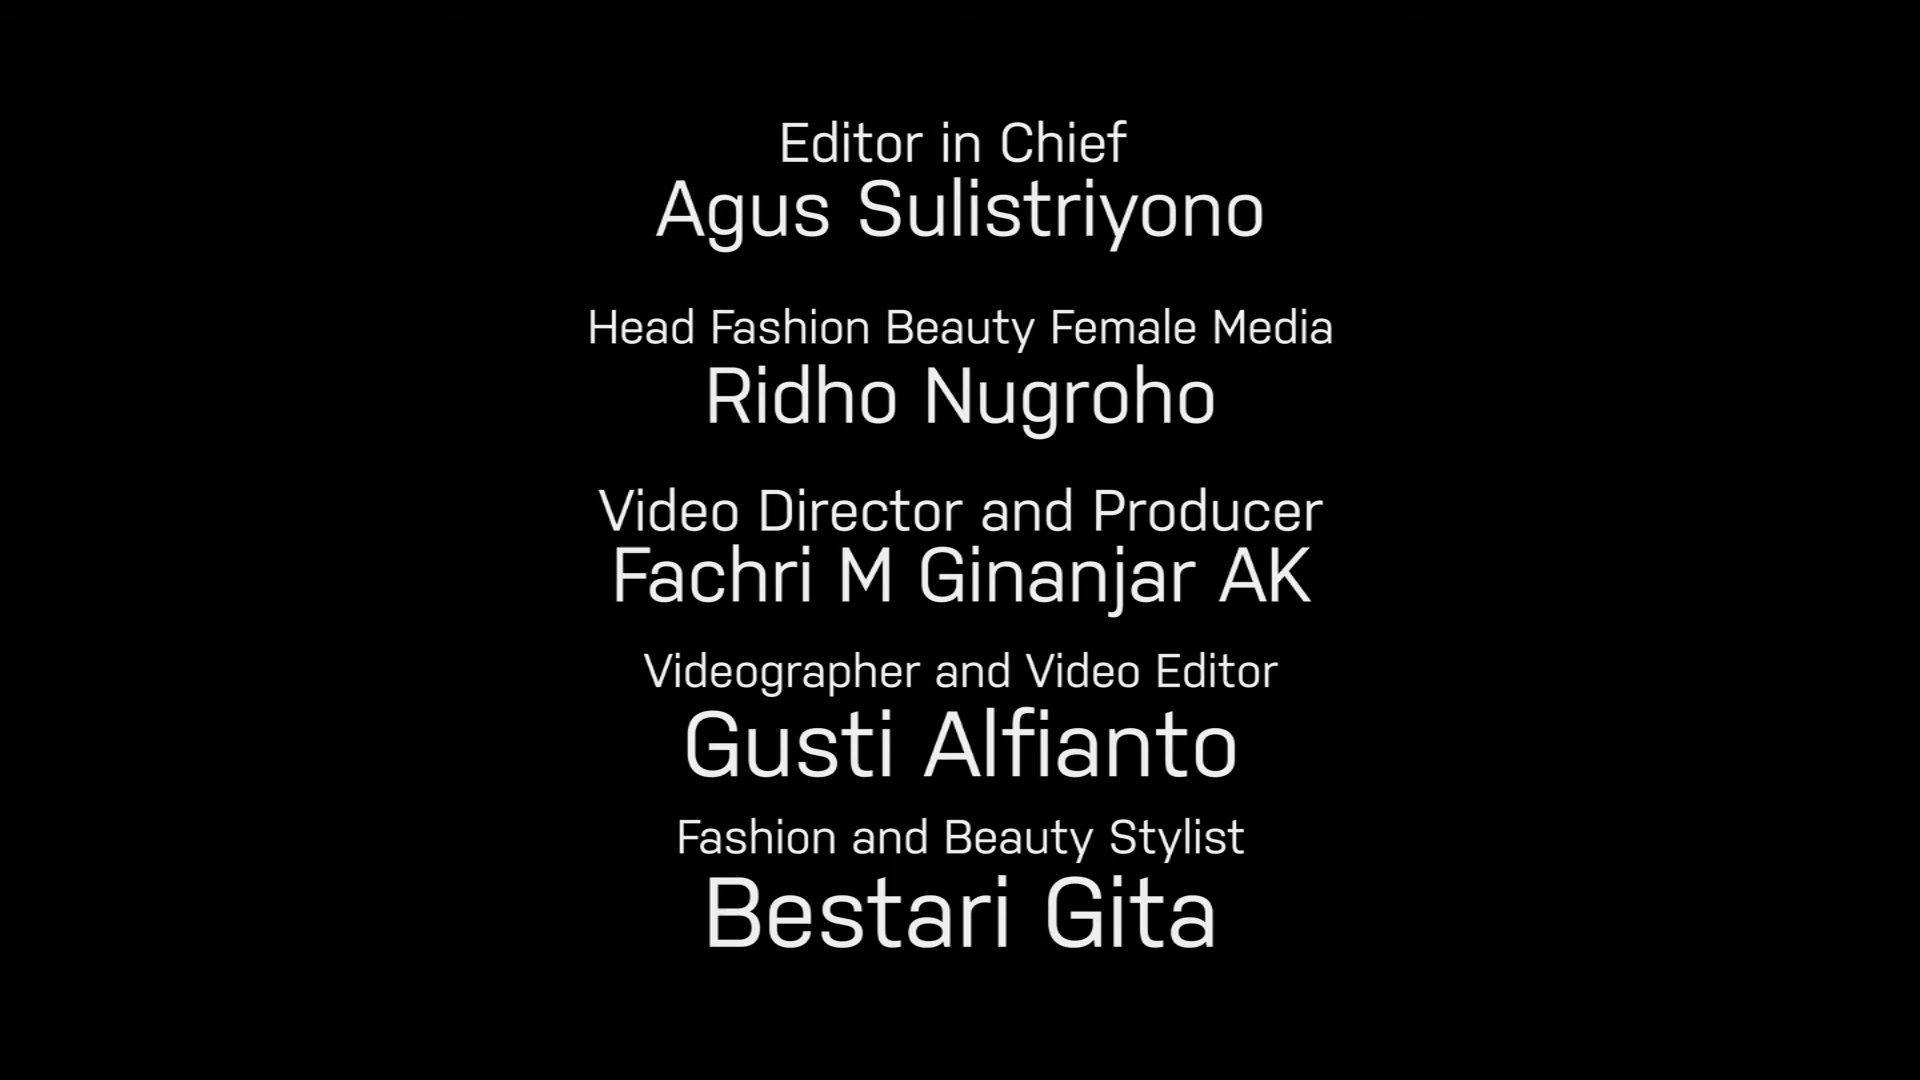 Editor in Chief
Agus Sulistriyono
Head Fashion Beauty Female Media
Ridho Nugroho
Video Director and Producer
Fachri M Ginanjar AK
Videographer and Video Editor
Gusti Alfianto
Fashion and Beauty Stylist
Bestari Gita